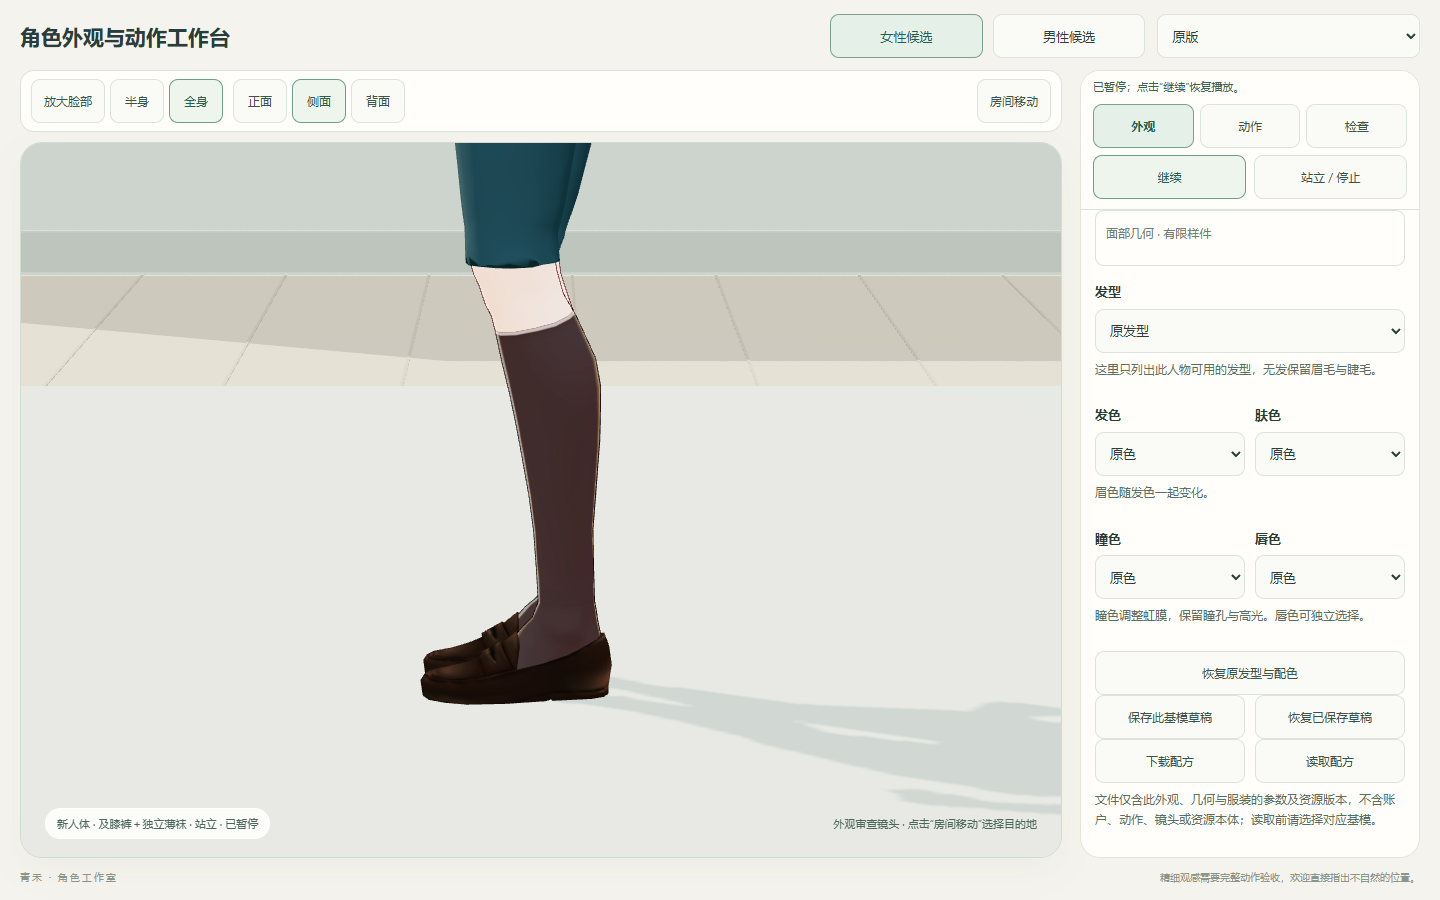 角色外观与动作工作台
女性候选
男性候选
原版
放大脸部
半身
全身
正面
侧面
背面
房间移动
已暂停；点击“继续”恢复播放。
外观
动作
检查
继续
站立 / 停止
面部几何 · 有限样件
发型
原发型
这里只列出此人物可用的发型，无发保留眉毛与睫毛。
发色
肤色
原色
原色
眉色随发色一起变化。
瞳色
唇色
原色
原色
瞳色调整虹膜，保留瞳孔与高光。唇色可独立选择。
恢复原发型与配色
保存此基模草稿
恢复已保存草稿
下载配方
读取配方
文件仅含此外观、几何与服装的参数及资源版本，不含账
户、动作、镜头或资源本体；读取前请选择对应基模。
新人体 · 及膝裤 + 独立薄袜 · 站立 · 已暂停
外观审查镜头 · 点击“房间移动”选择目的地
青禾 · 角色工作室
精细观感需要完整动作验收，欢迎直接指出不自然的位置。